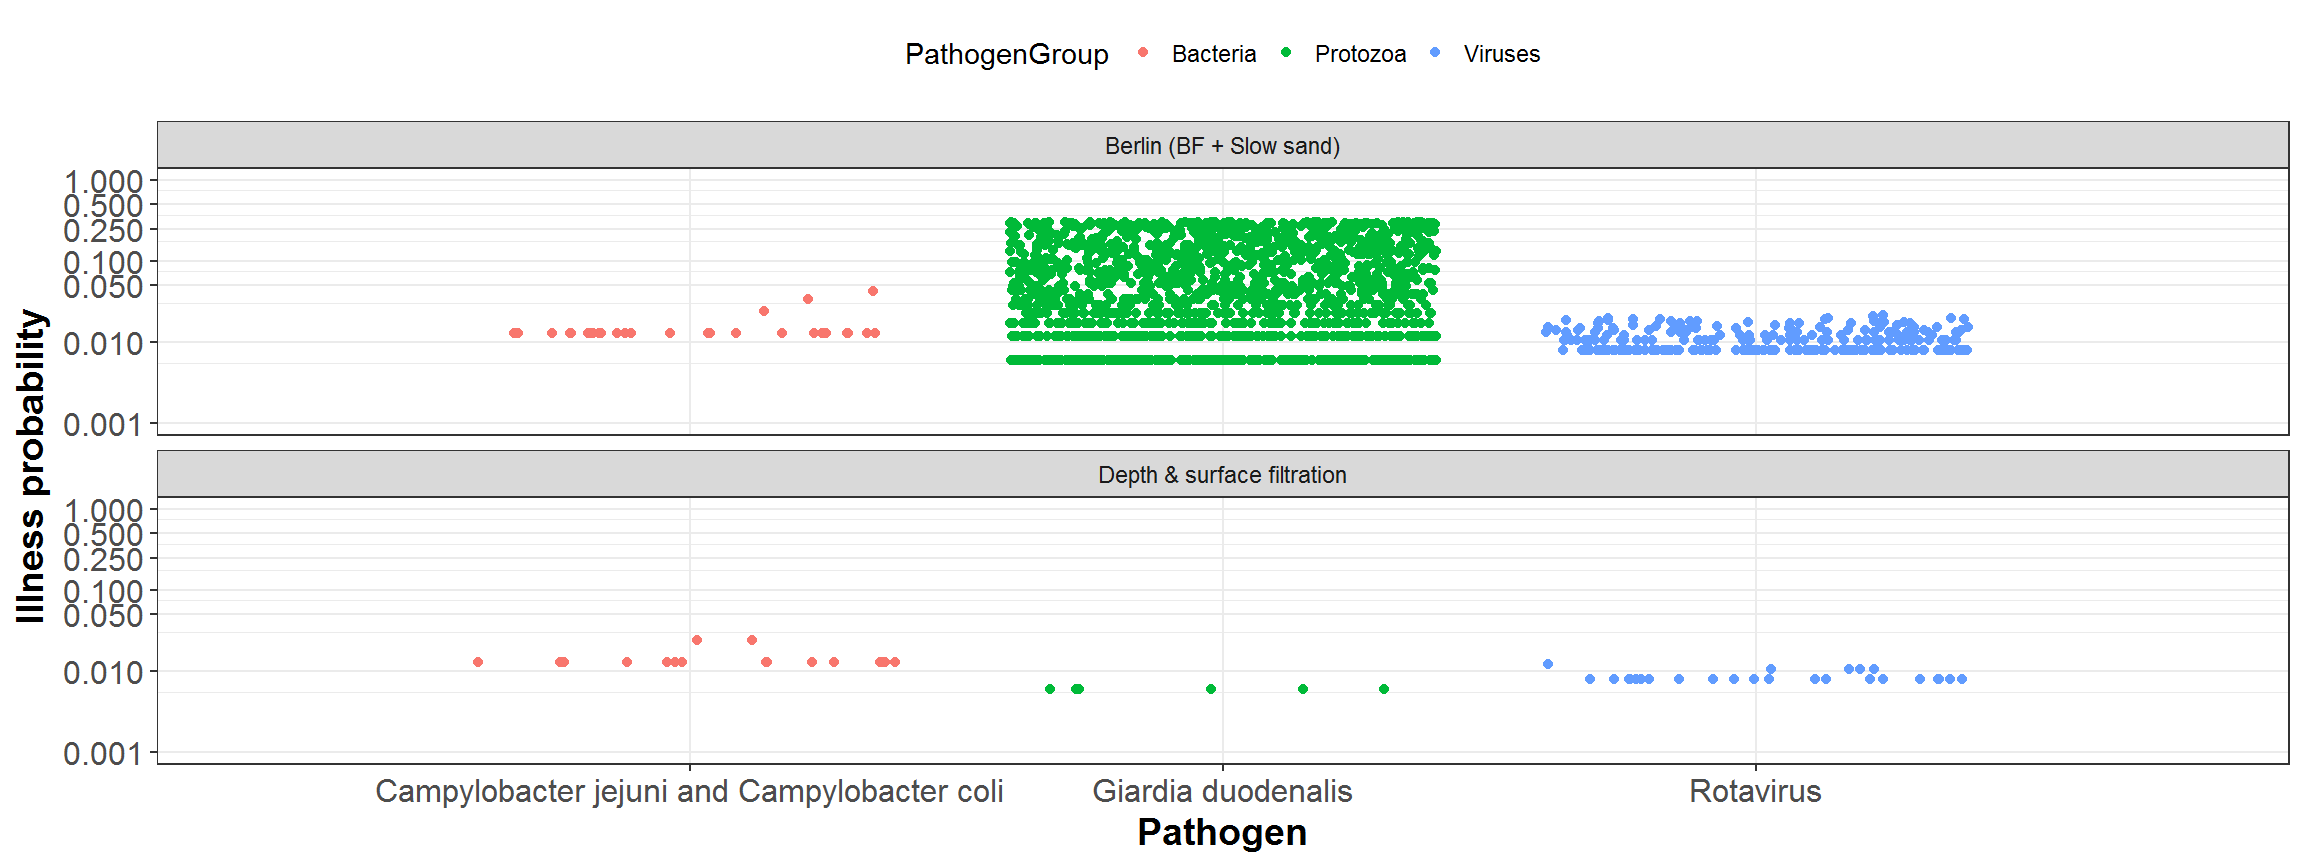 PathogenGroup Bacteria Protozoa Viruses
Berlin (BF + Slow sand)
1.000
0.500
0.250
0.100
0.050
0.010
0.001
Illness probability
Depth & surface filtration
1.000
0.500
0.250
0.100
0.050
0.010
0.001
Campylobacter jejuni and Campylobacter coli Giardia duodenalis Rotavirus
Pathogen